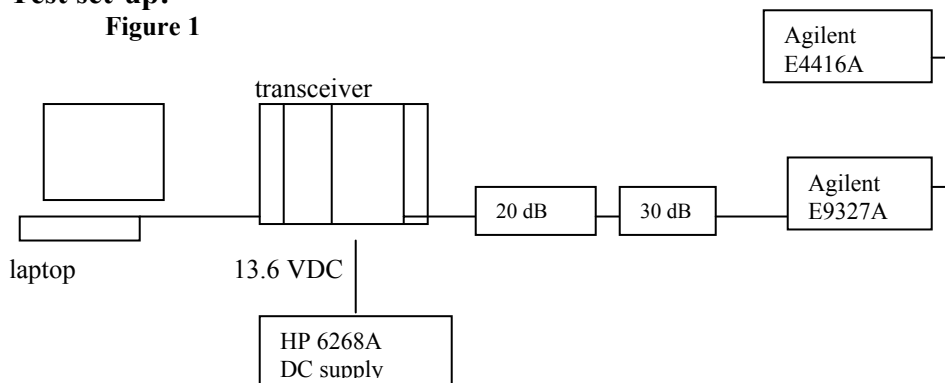 Test set-up:
Figure 1
Agilent
E4416A
transceiver
Agilent
E9327A
20 dB
30 dB
laptop
13.6 VDC
HP 6268A
DC supply